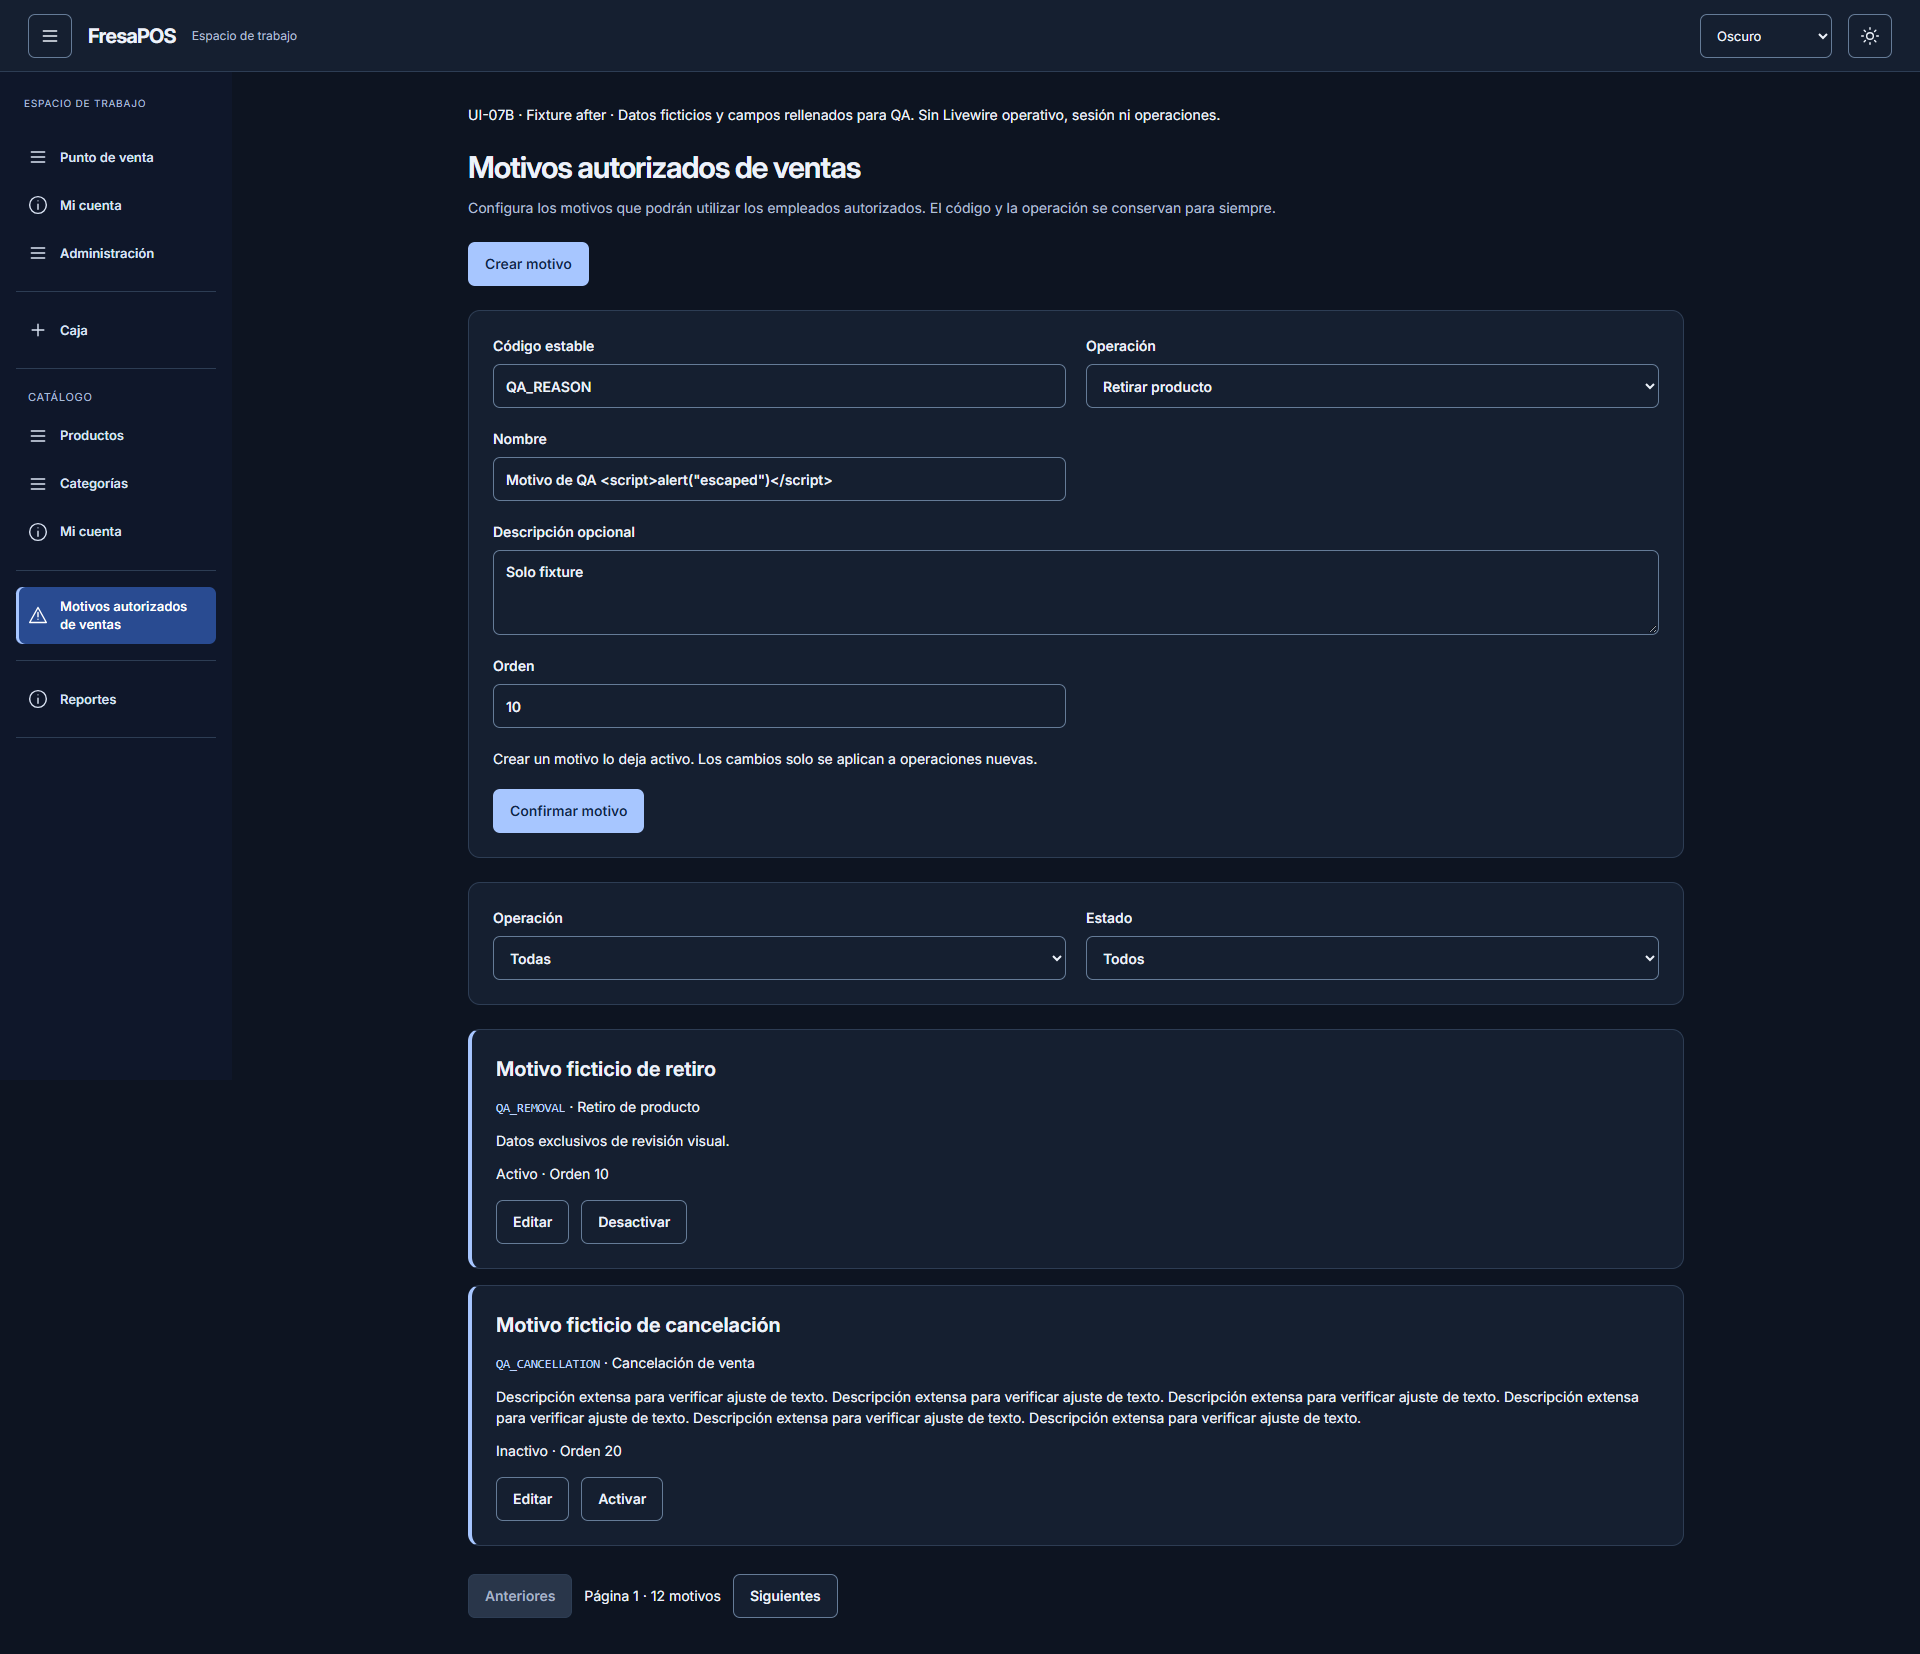 FresaPOS
Espacio de trabajo
Oscuro
ESPACIO DE TRABAJO
Punto de venta
Mi cuenta
Administración
Caja
CATÁLOGO
Productos
Categorías
Mi cuenta
Motivos autorizados
de ventas
Reportes
UI-07B · Fixture after · Datos ficticios y campos rellenados para QA. Sin Livewire operativo, sesión ni operaciones.
Motivos autorizados de ventas
Configura los motivos que podrán utilizar los empleados autorizados. El código y la operación se conservan para siempre.
Crear motivo
Código estable
Operación
QA_REASON
Retirar producto
Nombre
Motivo de QA <script>alert("escaped")</script>
Descripción opcional
Solo fixture
Orden
10
Crear un motivo lo deja activo. Los cambios solo se aplican a operaciones nuevas.
Confirmar motivo
Operación
Estado
Todas
Todos
Motivo ficticio de retiro
QA_REMOVAL · Retiro de producto
Datos exclusivos de revisión visual.
Activo · Orden 10
Editar
Desactivar
Motivo ficticio de cancelación
QA_CANCELLATION · Cancelación de venta
Descripción extensa para verificar ajuste de texto. Descripción extensa para verificar ajuste de texto. Descripción extensa para verificar ajuste de texto. Descripción extensa
para verificar ajuste de texto. Descripción extensa para verificar ajuste de texto. Descripción extensa para verificar ajuste de texto.
Inactivo · Orden 20
Editar
Activar
Anteriores
Página 1 · 12 motivos
Siguientes